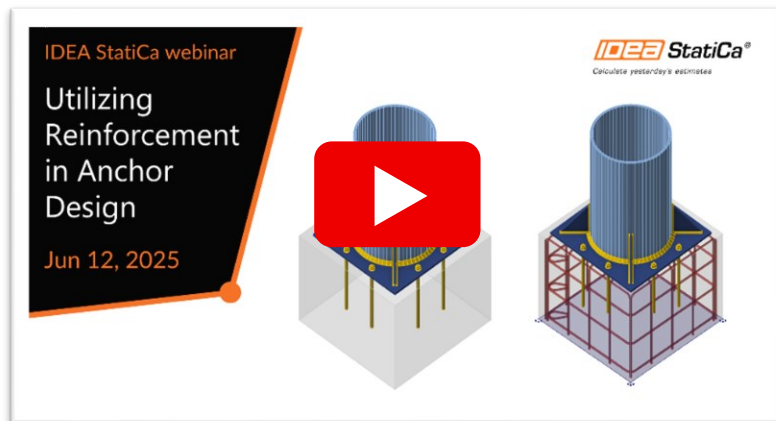 IDEA StatiCa webinar
Utilizing
Reinforcement
in Anchor
Design
Jun 12, 2025
IDEA StatiCa®
Calculate yesterday's estimates